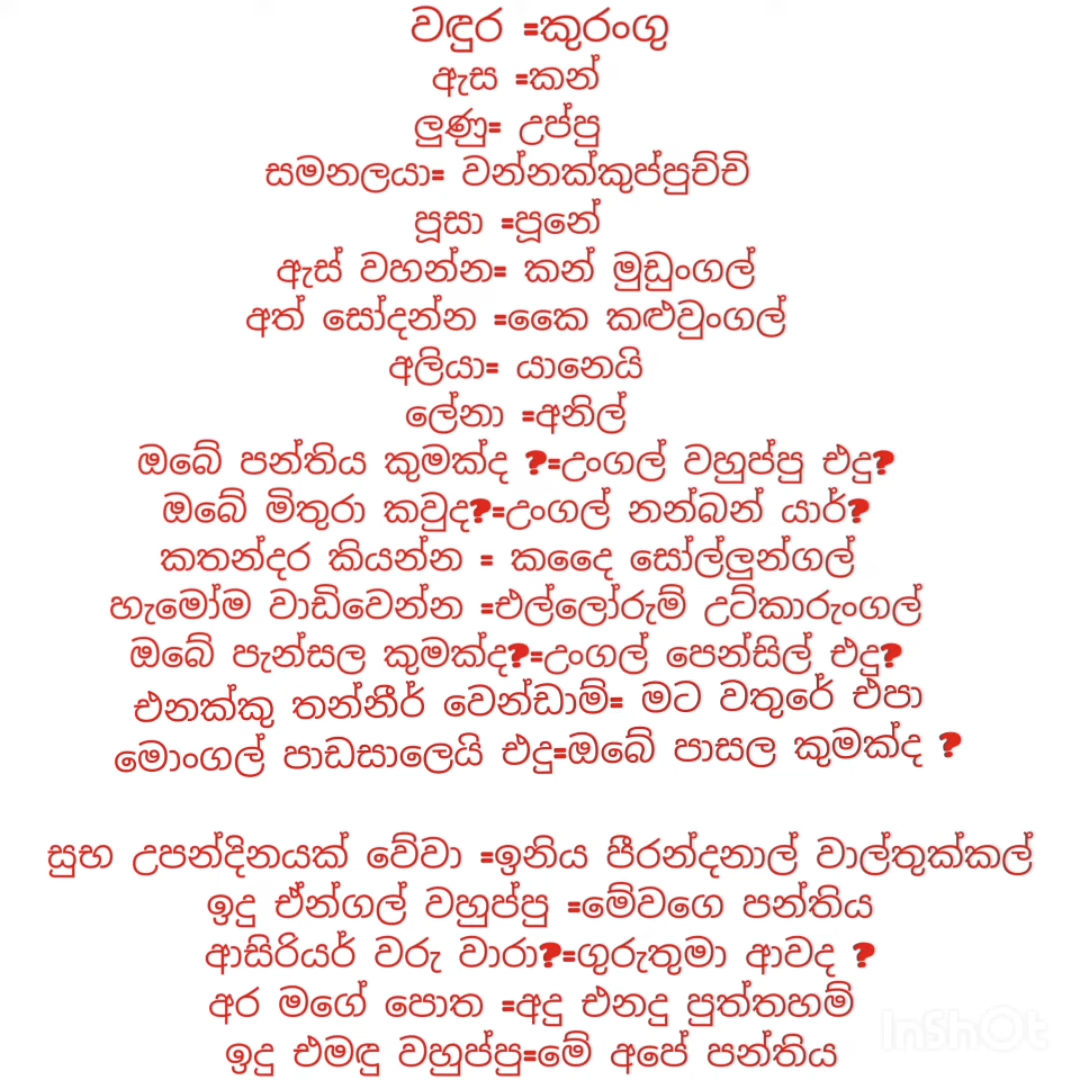 වඳුර =කුරංගු
ඇස =කන්
ලුණු= උප්පු
සමනලයා= වන්නක්කුප්පුච්චි
පූසා =පූනේ
ඇස් වහන්න= කන් මුඩුංගල්
අත් සෝදන්න =කෛ කළුවුංගල්
අලියා= යානෙයි
ලේනා =අනිල්
ඔබේ පන්තිය කුමක්ද ?=උංගල් වහුප්පු එදු?
ඔබේ මිතුරා කවුද?=උංගල් නන්බන් යාර්?
කතන්දර කියන්න = කදෛ සෝල්ලුන්ගල්
හැමෝම වාඩිවෙන්න =එල්ලෝරුම් උට්කාරුංගල්
ඔබේ පැන්සල කුමක්ද?=උංගල් පෙන්සිල් එදු?
එනක්කු තන්නීර් වෙන්ඩාම්= මට වතුරේ එපා
මොංගල් පාඩසාලෙයි එදු=ඔබේ පාසල කුමක්ද ?
සුභ උපන්දිනයක් වේවා =ඉනිය පීරන්දනාල් වාල්තුක්කල්
ඉදු ඒන්ගල් වහුප්පු =මේවගෙ පන්තිය
ආසිරියර් වරු වාරා?=ගුරුතුමා ආවද ?
අර මගේ පොත =අදු එනදු පුත්තහම්
ඉදු එමඳු වහුප්පු=මේ අපේ පන්තිය
InShOt